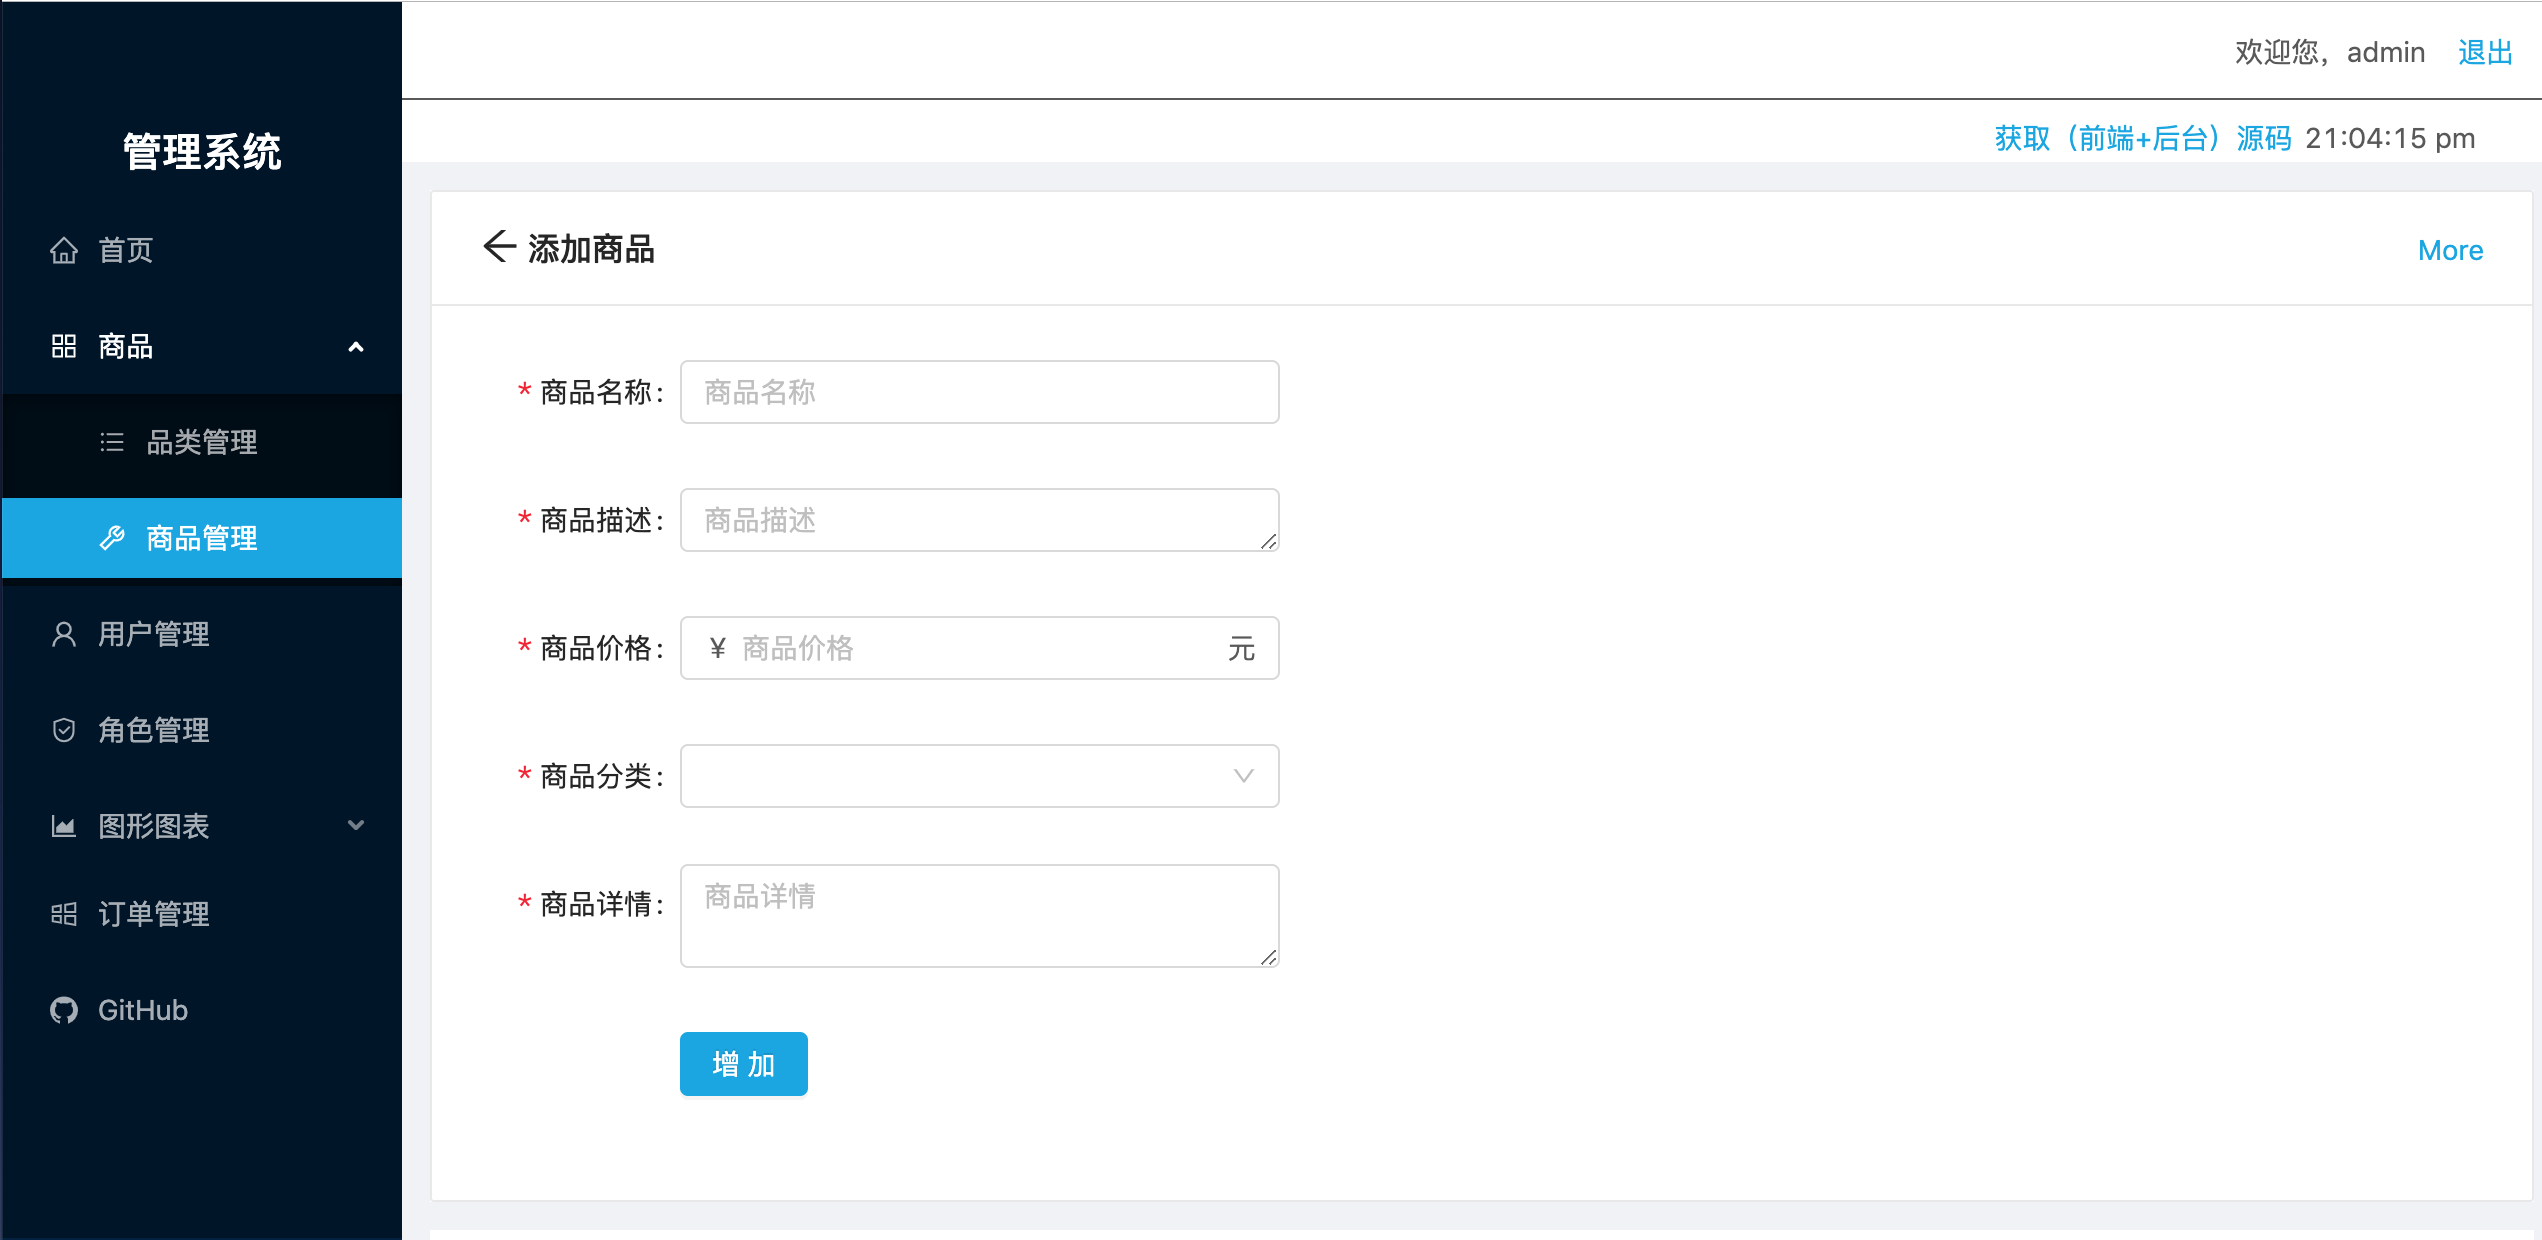 欢迎您，admin 退出
获取（前端+后台）源码 21:04:15 pm
管理系统
首页
商品
品类管理
商品管理
用户管理
角色管理
图形图表
订单管理
GitHub
添加商品
More
* 商品名称: 商品名称
* 商品描述: 商品描述
* 商品价格: ¥ 商品价格 元
* 商品分类:
* 商品详情: 商品详情
增 加